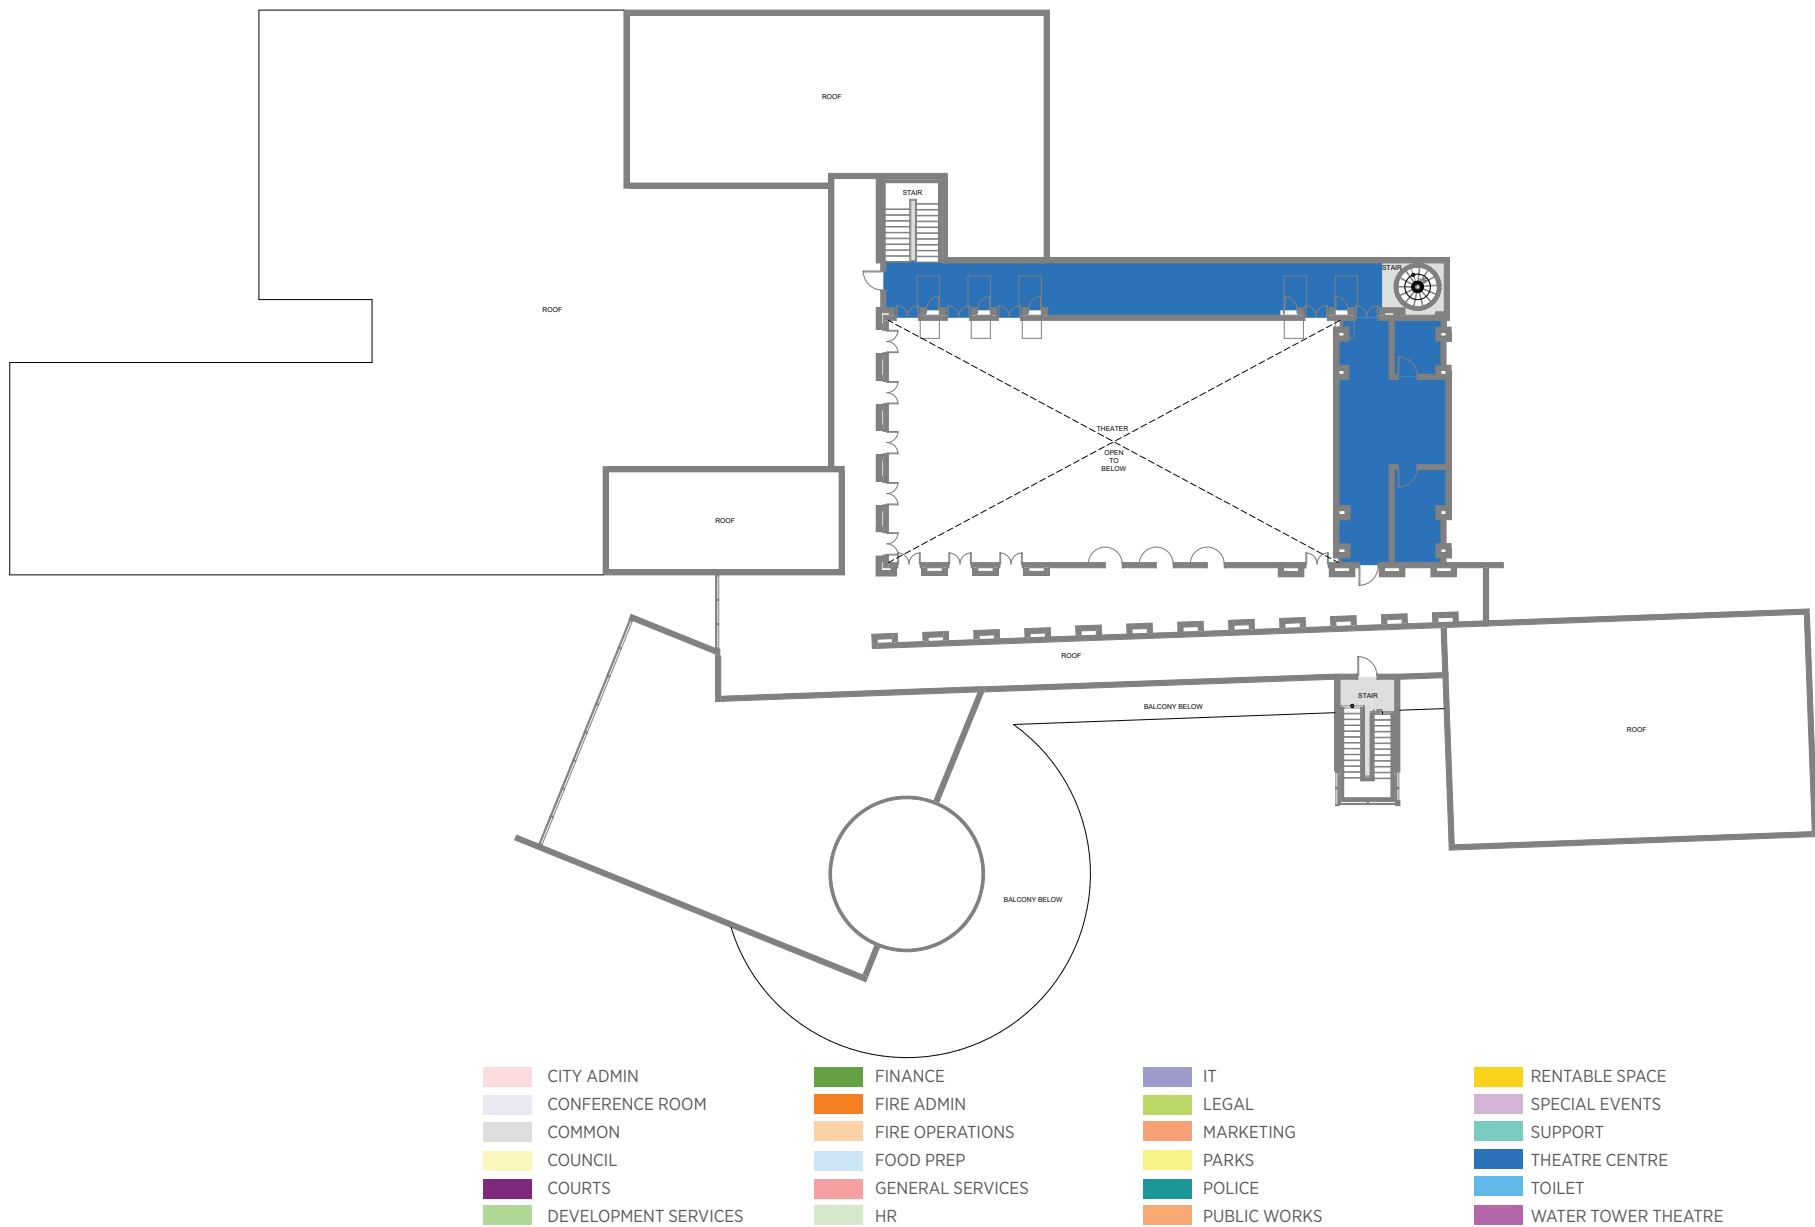 ROOF
STAIR
STAIR
ROOF
THEATER
OPEN
TO
BELOW
ROOF
ROOF
STAIR
UP
BALCONY BELOW
ROOF
BALCONY BELOW
CITY ADMIN
CONFERENCE ROOM
COMMON
COUNCIL
COURTS
DEVELOPMENT SERVICES
FINANCE
FIRE ADMIN
FIRE OPERATIONS
FOOD PREP
GENERAL SERVICES
HR
IT
LEGAL
MARKETING
PARKS
POLICE
PUBLIC WORKS
RENTABLE SPACE
SPECIAL EVENTS
SUPPORT
THEATRE CENTRE
TOILET
WATER TOWER THEATRE